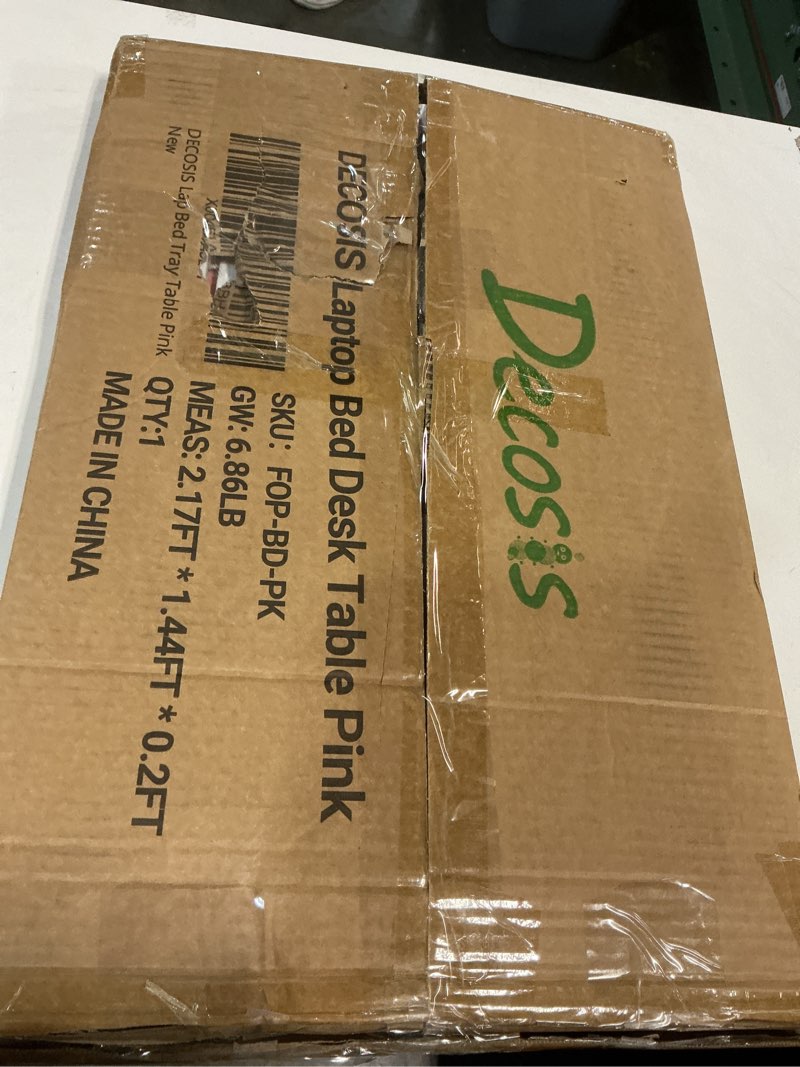 Decosis
DECOSIS Laptop Bed Desk Table Pink
SKU: FOP-BD-PK
GW: 6.86LB
MEAS: 2.17FT * 1.44FT * 0.2FT
QTY:1
MADE IN CHINA
DECOSIS Lap Bed Tray Table Pink
New